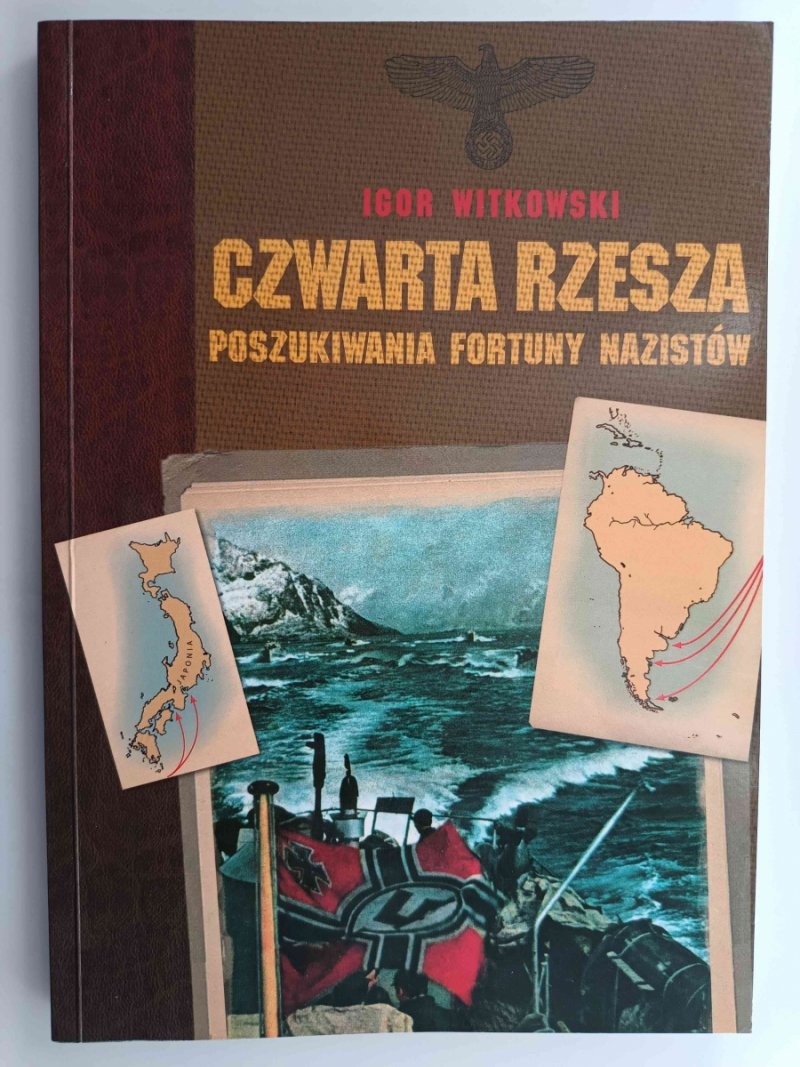 IGOR WITKOWSKI
CZWARTA RZESZA
POSZUKIWANIA FORTUNY NAZISTÓW
JAPONIA